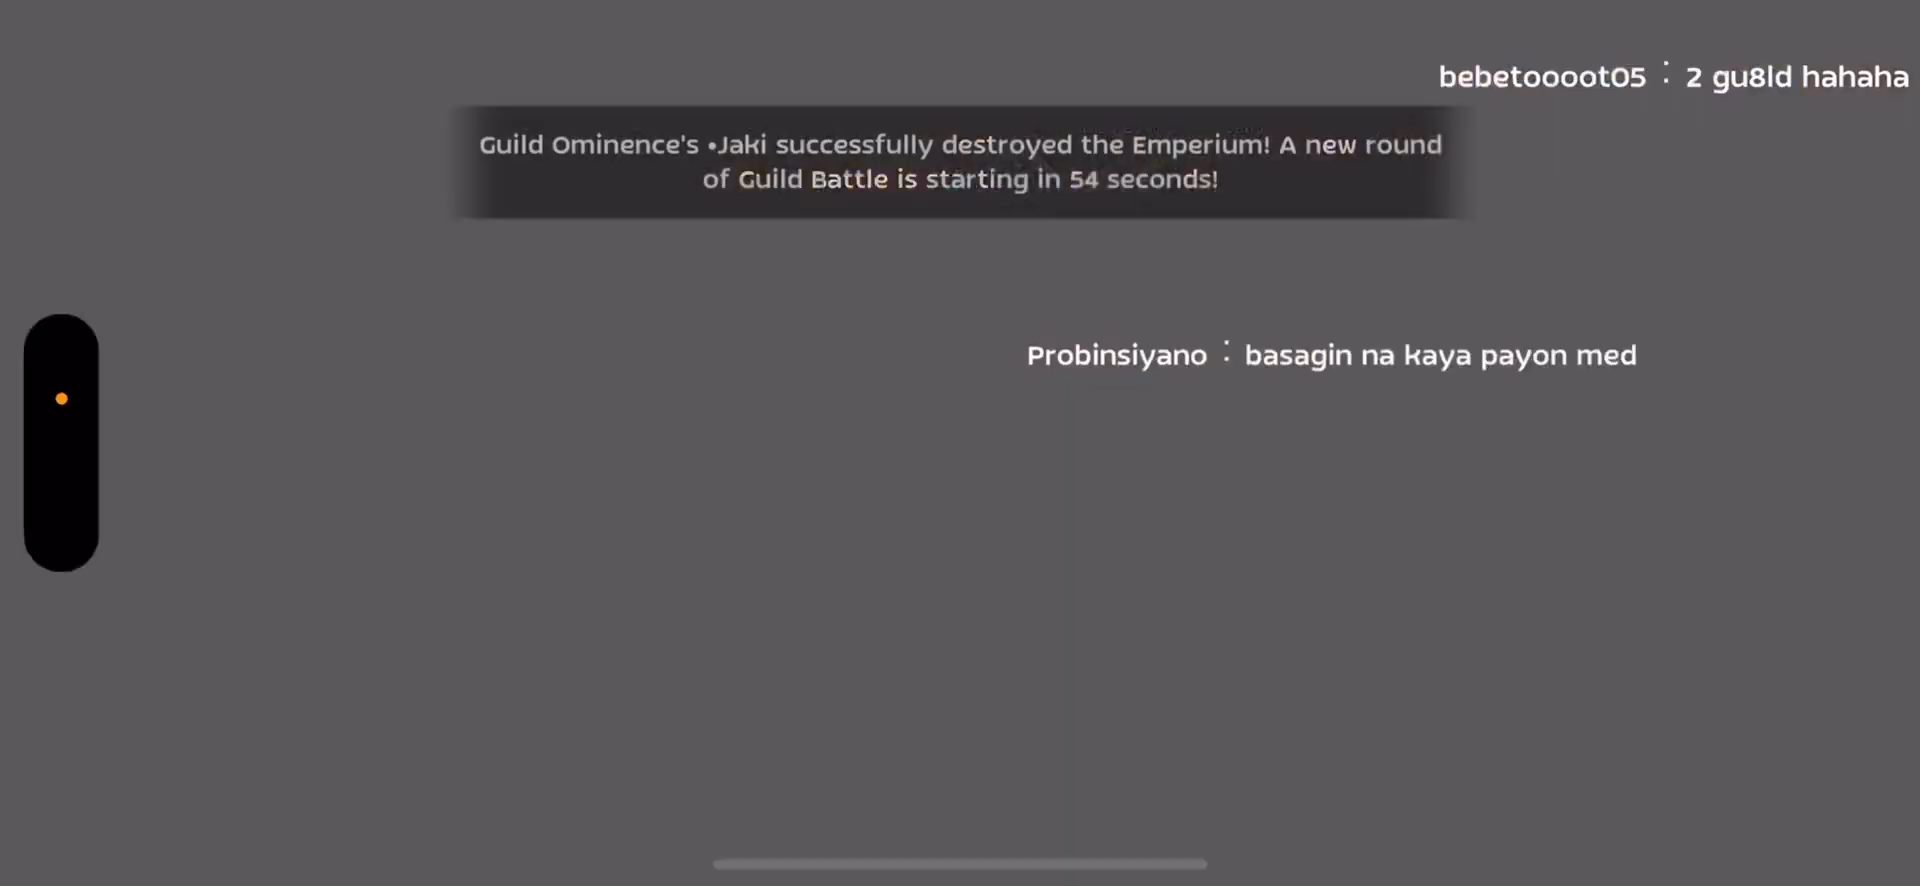 bebetoooot05 : 2 gu8ld hahaha
Guild Ominence's •Jaki successfully destroyed the Emperium! A new round
of Guild Battle is starting in 54 seconds!
Probinsiyano : basagin na kaya payon med